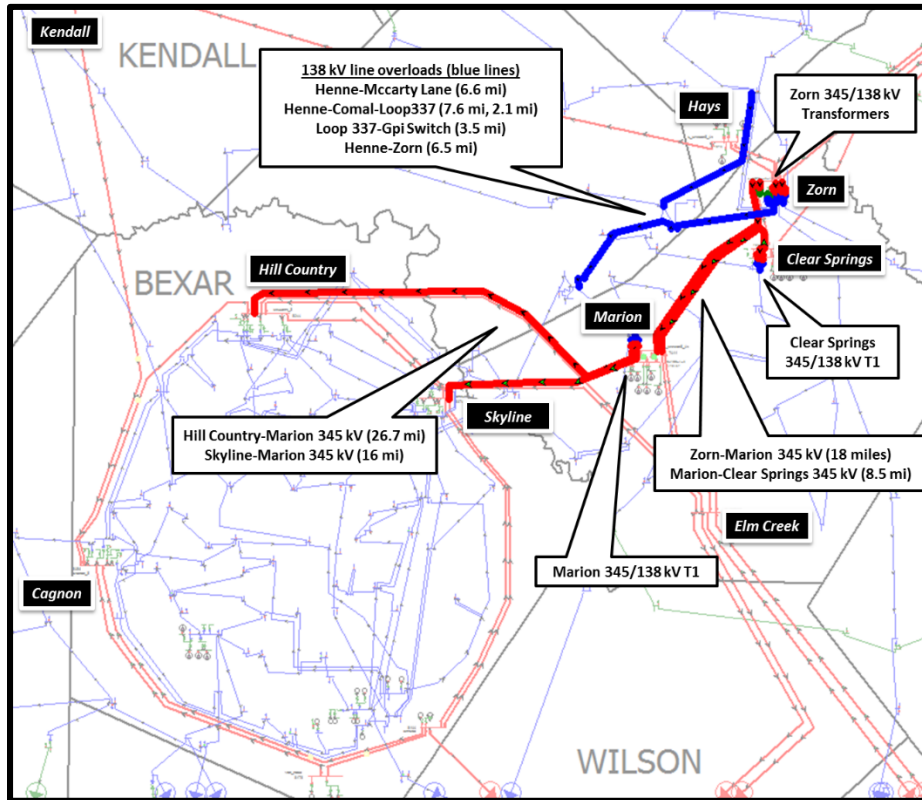 Kendall
KENDALL
138 kV line overloads (blue lines)
Henne-Mccarty Lane (6.6 mi)
Henne-Comal-Loop337 (7.6 mi, 2.1 mi)
Loop 337-Gpi Switch (3.5 mi)
Henne-Zorn (6.5 mi)
Hays
Zorn 345/138 kV
Transformers
Zorn
Clear Springs
BEXAR
Hill Country
Marion
Clear Springs
345/138 kV T1
Skyline
Hill Country-Marion 345 kV (26.7 mi)
Skyline-Marion 345 kV (16 mi)
Zorn-Marion 345 kV (18 miles)
Marion-Clear Springs 345 kV (8.5 mi)
Elm Creek
Marion 345/138 kV T1
Cagnon
WILSON